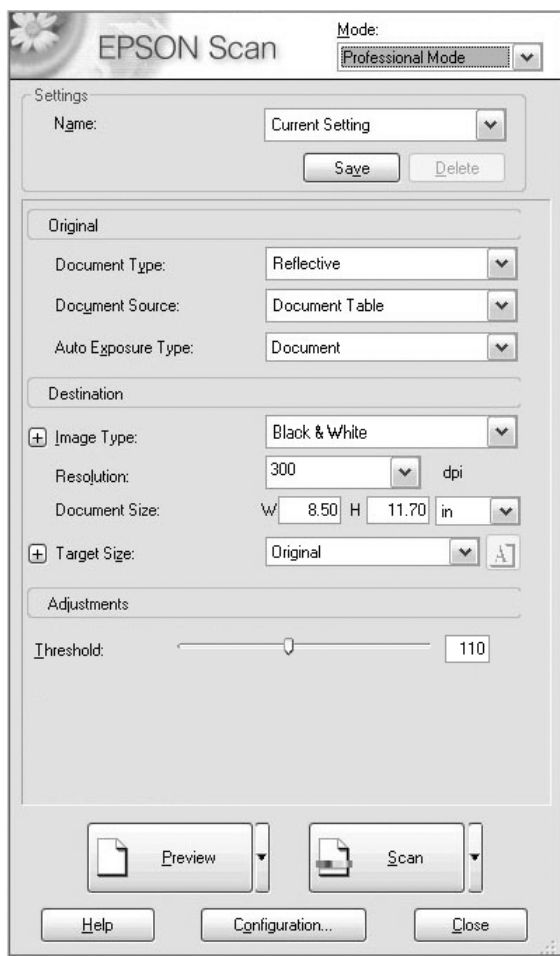 EPSON Scan
Mode:
Professional Mode
Settings
Name: Current Setting
Save Delete
Original
Document Type: Reflective
Document Source: Document Table
Auto Exposure Type: Document
Destination
Image Type: Black & White
Resolution: 300 dpi
Document Size: W 8.50 H 11.70 in
Target Size: Original A
Adjustments
Threshold: 110
Preview Scan
Help Configuration... Close